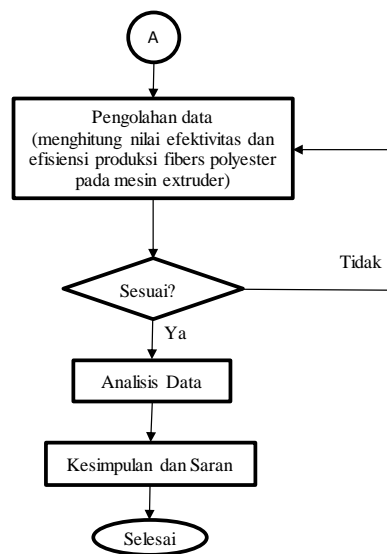 A
Pengolahan data
(menghitung nilai efektivitas dan
efisiensi produksi fibers polyester
pada mesin extruder)
Tidak
Sesuai?
Ya
Analisis Data
Kesimpulan dan Saran
Selesai